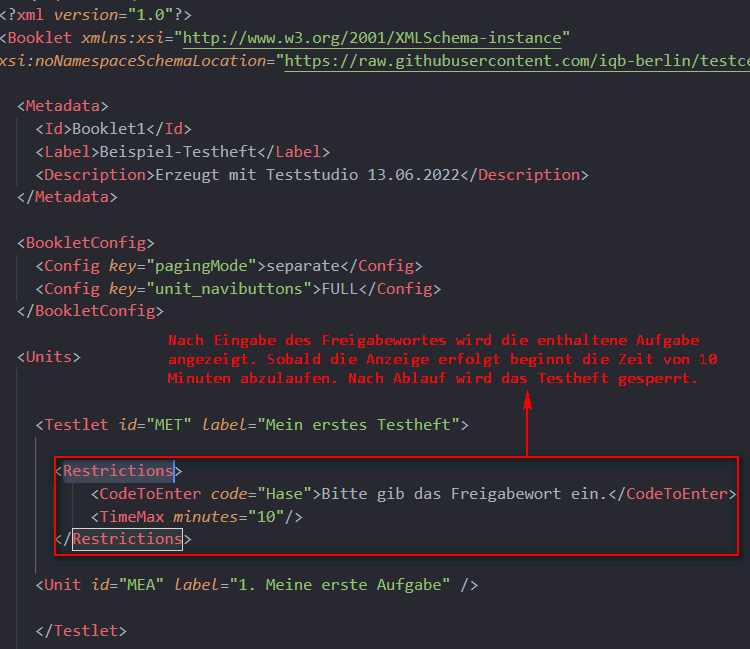 <?xml version="1.0"?>
<Booklet xmlns:xsi="http://www.w3.org/2001/XMLSchema-instance"
xsi:noNamespaceSchemaLocation="https://raw.githubusercontent.com/iqb-berlin/testce
<Metadata>
<Id>Booklet1</Id>
<Label>Beispiel-Testheft</Label>
<Description>Erzeugt mit Teststudio 13.06.2022</Description>
</Metadata>
<BookletConfig>
<Config key="pagingMode">separate</Config>
<Config key="unit_navibuttons">FULL</Config>
</BookletConfig>
Nach Eingabe des Freigabewortes wird die enthaltene Aufgabe
angezeigt. Sobald die Anzeige erfolgt beginnt die Zeit von 10
Minuten abzulaufen. Nach Ablauf wird das Testheft gesperrt.
<Units>
<Testlet id="MET" label="Mein erstes Testheft">
<Restrictions>
<CodeToEnter code="Hase">Bitte gib das Freigabewort ein.</CodeToEnter>
<TimeMax minutes="10"/>
</Restrictions>
<Unit id="MEA" label="1. Meine erste Aufgabe" />
</Testlet>